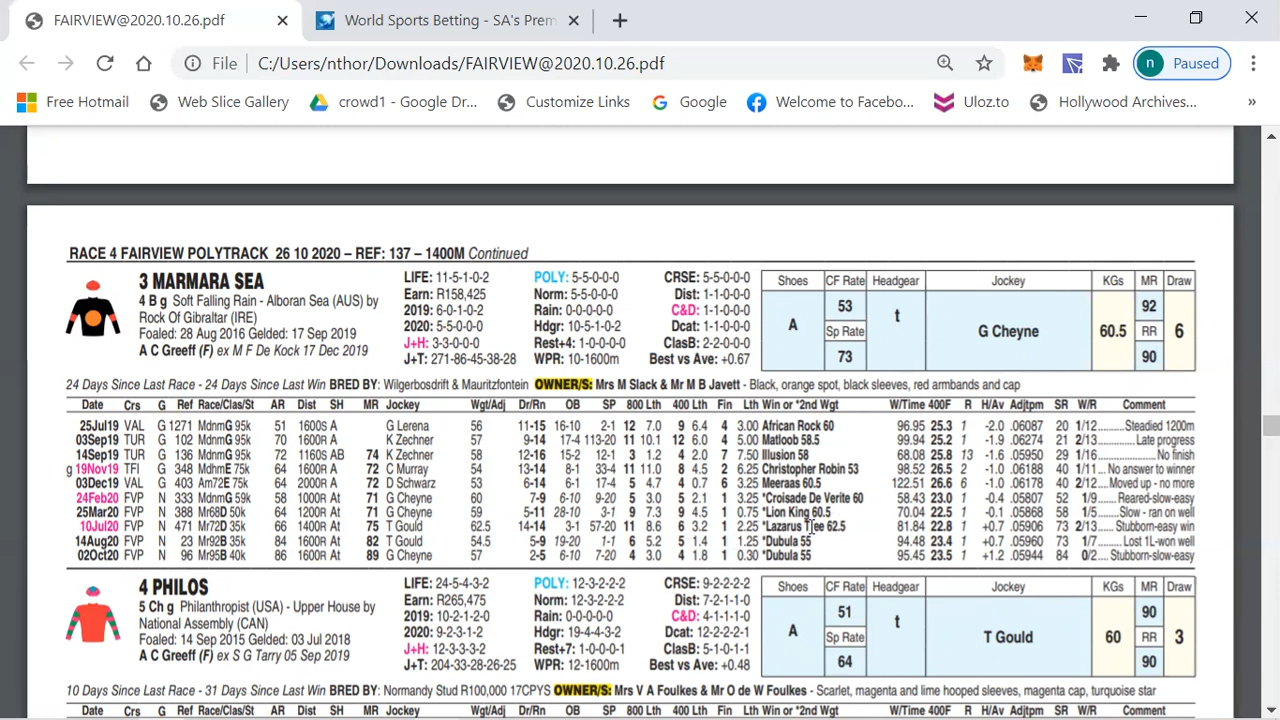 FAIRVIEW@2020.10.26.pdf
World Sports Betting - SA's Prem
File C:/Users/nthor/Downloads/FAIRVIEW@2020.10.26.pdf n Paused
Free Hotmail Web Slice Gallery crowd1 - Google Dr... Customize Links Google Welcome to Faceb... Uloz.to Hollywood Archives... »
RACE 4 FAIRVIEW POLYTRACK 26 10 2020 – REF: 137 – 1400M Continued
3 MARMARA SEA
4 B g Soft Falling Rain - Alboran Sea (AUS) by
Rock Of Gibraltar (IRE)
Foaled: 28 Aug 2016 Gelded: 17 Sep 2019
A C Greeff (F) ex M F De Kock 17 Dec 2019
LIFE: 11-5-1-0-2 POLY: 5-5-0-0-0 CRSE: 5-5-0-0-0
Earn: R158,425 Norm: 5-5-0-0-0 Dist: 1-1-0-0-0
2019: 6-0-1-0-2 Rain: 0-0-0-0-0 C&D: 1-1-0-0-0
2020: 5-5-0-0-0 Hdgr: 10-5-1-0-2 Dcat: 1-1-0-0-0
J+H: 3-3-0-0-0 Rest+4: 1-0-0-0-0 ClasB: 2-2-0-0-0
J+T: 271-86-45-38-28 WPR: 10-1600m Best vs Ave: +0.67
Shoes CF Rate Headgear Jockey KGs MR Draw
A 53 t G Cheyne 60.5 92 6
Sp Rate RR
73 90
24 Days Since Last Race - 24 Days Since Last Win BRED BY: Wilgerbosdrift & Mauritzfontein OWNER/S: Mrs M Slack & Mr M B Javett - Black, orange spot, black sleeves, red armbands and cap
Date Crs G Ref Race/Clas/St AR Dist SH MR Jockey Wgt/Adj Dr/Rn OB SP 800 Lth 400 Lth Fin Lth Win or *2nd Wgt W/Time 400F R H/Av Adjtpm SR W/R Comment
25Jul19 VAL G 1271 MdnmG 95k 51 1600S A G Lerena 56 11-15 16-10 2-1 12 7.0 9 6.4 4 3.00 African Rock 60 96.95 25.3 1 -2.0 .06087 20 1/12 Steadied 1200m
03Sep19 TUR G 102 MdnmG 95k 70 1600S A K Zechner 57 9-14 17-4 113-20 11 10.1 12 6.0 4 5.00 Matloob 58.5 99.94 25.2 1 -1.9 .06274 21 2/13 Late progress
14Sep19 TUR G 136 MdnmG 95k 72 1160S AB 74 K Zechner 58 12-16 15-2 12-1 3 1.2 4 2.0 7 7.50 Illusion 58 68.08 25.8 13 -1.6 .05950 29 1/16 No finish
g 19Nov19 TFI G 348 MdnmE 75k 64 1600R A 72 C Murray 54 13-14 8-1 33-4 11 11.0 8 4.5 2 6.25 Christopher Robin 53 98.52 26.5 2 -1.0 .06188 40 1/11 No answer to winner
03Dec19 VAL G 403 Am72E 75k 64 2000R A 72 D Schwarz 53 13-14 6-1 17-4 5 4.7 4 0.7 6 3.25 Meeraas 60.5 122.51 26.6 6 -1.0 .06188 40 2/12 Moved up - no more
24Feb20 FVP N 333 MdnmG 59k 58 1000R At 71 G Cheyne 60 7-9 6-10 9-20 5 3.0 5 2.1 1 3.25 *Croisade De Verite 60 58.43 23.0 1 -0.4 .05807 52 1/9 Reared-slow-easy
25Mar20 FVP N 388 Mr68D 50k 64 1200R At 71 G Cheyne 59 5-11 28-10 3-1 9 7.3 9 4.5 1 0.75 *Lion King 60.5 70.04 22.5 1 -0.1 .05868 58 1/5 Slow - ran on well
10Jul20 FVP N 471 Mr72D 35k 66 1400R At 75 T Gould 62.5 14-14 3-1 57-20 11 8.6 6 3.2 1 2.25 *Lazarus Tree 62.5 81.84 22.8 1 +0.7 .05906 73 2/13 Stubborn-easy win
14Aug20 FVP N 23 Mr92B 35k 84 1600R At 82 T Gould 54.5 5-9 19-20 5-4 6 5.2 5 1.4 1 1.25 *Dubula 55 94.48 23.4 1 +0.7 .05905 73 1/7 Lost 1L-won well
02Oct20 FVP N 96 Mr95B 40k 86 1600R At 89 G Cheyne 57 2-5 6-10 7-20 4 3.0 4 1.8 1 0.30 *Dubula 55 95.45 23.5 1 +1.2 .05944 84 0/2 Stubborn-slow-easy
4 PHILOS
5 Ch g Philanthropist (USA) - Upper House by
National Assembly (CAN)
Foaled: 14 Sep 2015 Gelded: 03 Jul 2018
A C Greeff (F) ex S G Tarry 05 Sep 2019
LIFE: 24-5-4-3-2 POLY: 12-3-2-2-2 CRSE: 9-2-2-2-2
Earn: R265,475 Norm: 12-3-2-2-2 Dist: 7-2-1-1-0
2019: 10-2-1-2-0 Rain: 0-0-0-0-0 C&D: 4-1-1-1-0
2020: 9-2-3-1-2 Hdgr: 19-4-4-3-2 Dcat: 12-2-2-2-1
J+H: 12-3-3-3-2 Rest+7: 1-0-0-0-1 ClasB: 5-1-0-1-1
J+T: 204-33-28-26-25 WPR: 12-1600m Best vs Ave: +0.48
Shoes CF Rate Headgear Jockey KGs MR Draw
A 51 t T Gould 60 90 3
Sp Rate RR
64 90
10 Days Since Last Race - 31 Days Since Last Win BRED BY: Normandy Stud R100,000 17CPYS OWNER/S: Mrs V A Foulkes & Mr O de W Foulkes - Scarlet, magenta and lime hooped sleeves, magenta cap, turquoise star
Date Crs G Ref Race/Clas/St AR Dist SH MR Jockey Wgt/Adj Dr/Rn OB SP 800 Lth 400 Lth Fin Lth Win or *2nd Wgt W/Time 400F R H/Av Adjtpm SR W/R Comment